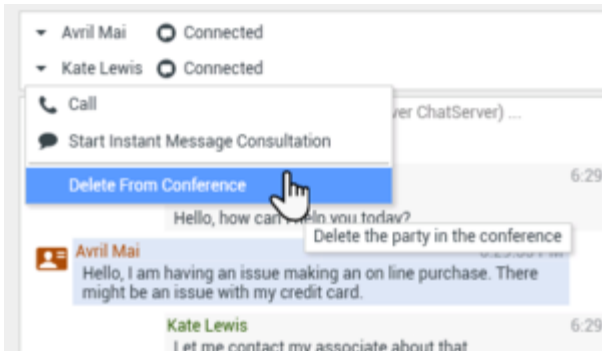 Avril Mai Connected
Kate Lewis Connected
Call
ver ChatServer) ...
Start Instant Message Consultation
Delete From Conference
6:29
Hello, how can I help you today?
Delete the party in the conference
Avril Mai
Hello, I am having an issue making an on line purchase. There
might be an issue with my credit card.
Kate Lewis 6:29
Let me contact my associate about that